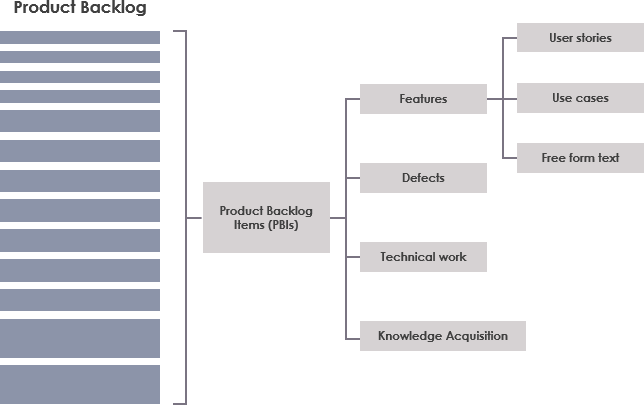 Product Backlog
User stories
Features
Use cases
Free form text
Defects
Product Backlog
Items (PBIs)
Technical work
Knowledge Acquisition